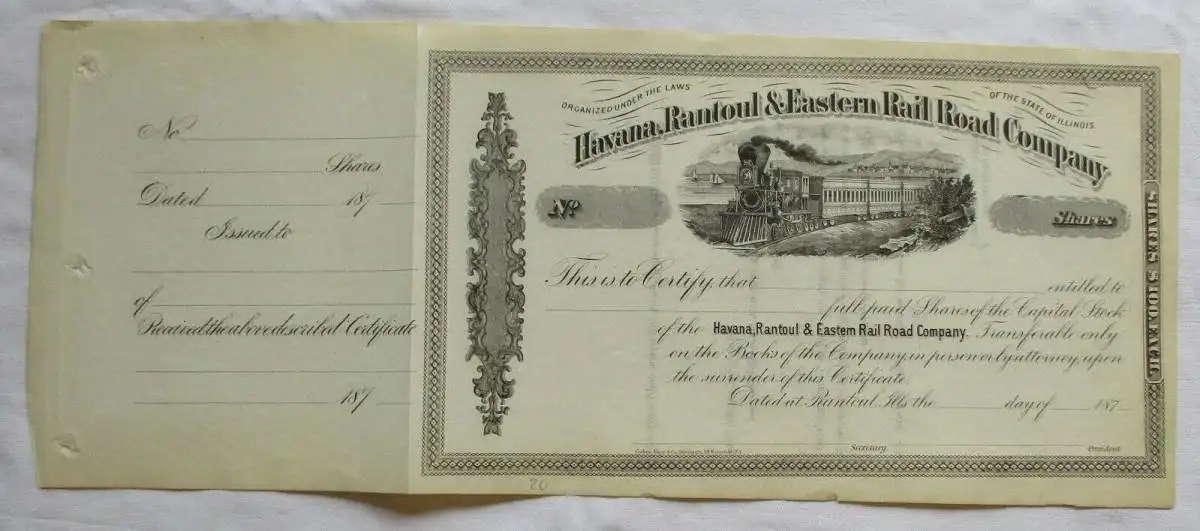 No
Shares
Dated 187
Issued to
of
Received the above described Certificate
187
ORGANIZED UNDER THE LAWS OF THE STATE OF ILLINOIS.
Havana, Rantoul & Eastern Rail Road Company
No.
Shares
This is to Certify, that entitled to
full paid Shares of the Capital Stock
of the Havana, Rantoul & Eastern Rail Road Company. Transferable only
on the Books of the Company, in person or by attorney, upon
the surrender of this Certificate.
Dated at Rantoul, Ills the day of 187
Secretary. President.
SHARES $100. EACH.
20